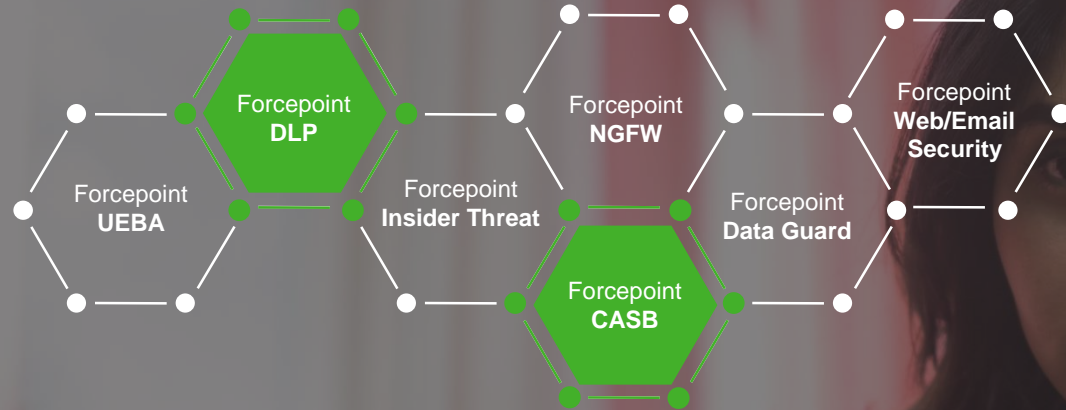 Forcepoint
DLP
Forcepoint
NGFW
Forcepoint
Web/Email
Security
Forcepoint
UEBA
Forcepoint
Insider Threat
Forcepoint
Data Guard
Forcepoint
CASB